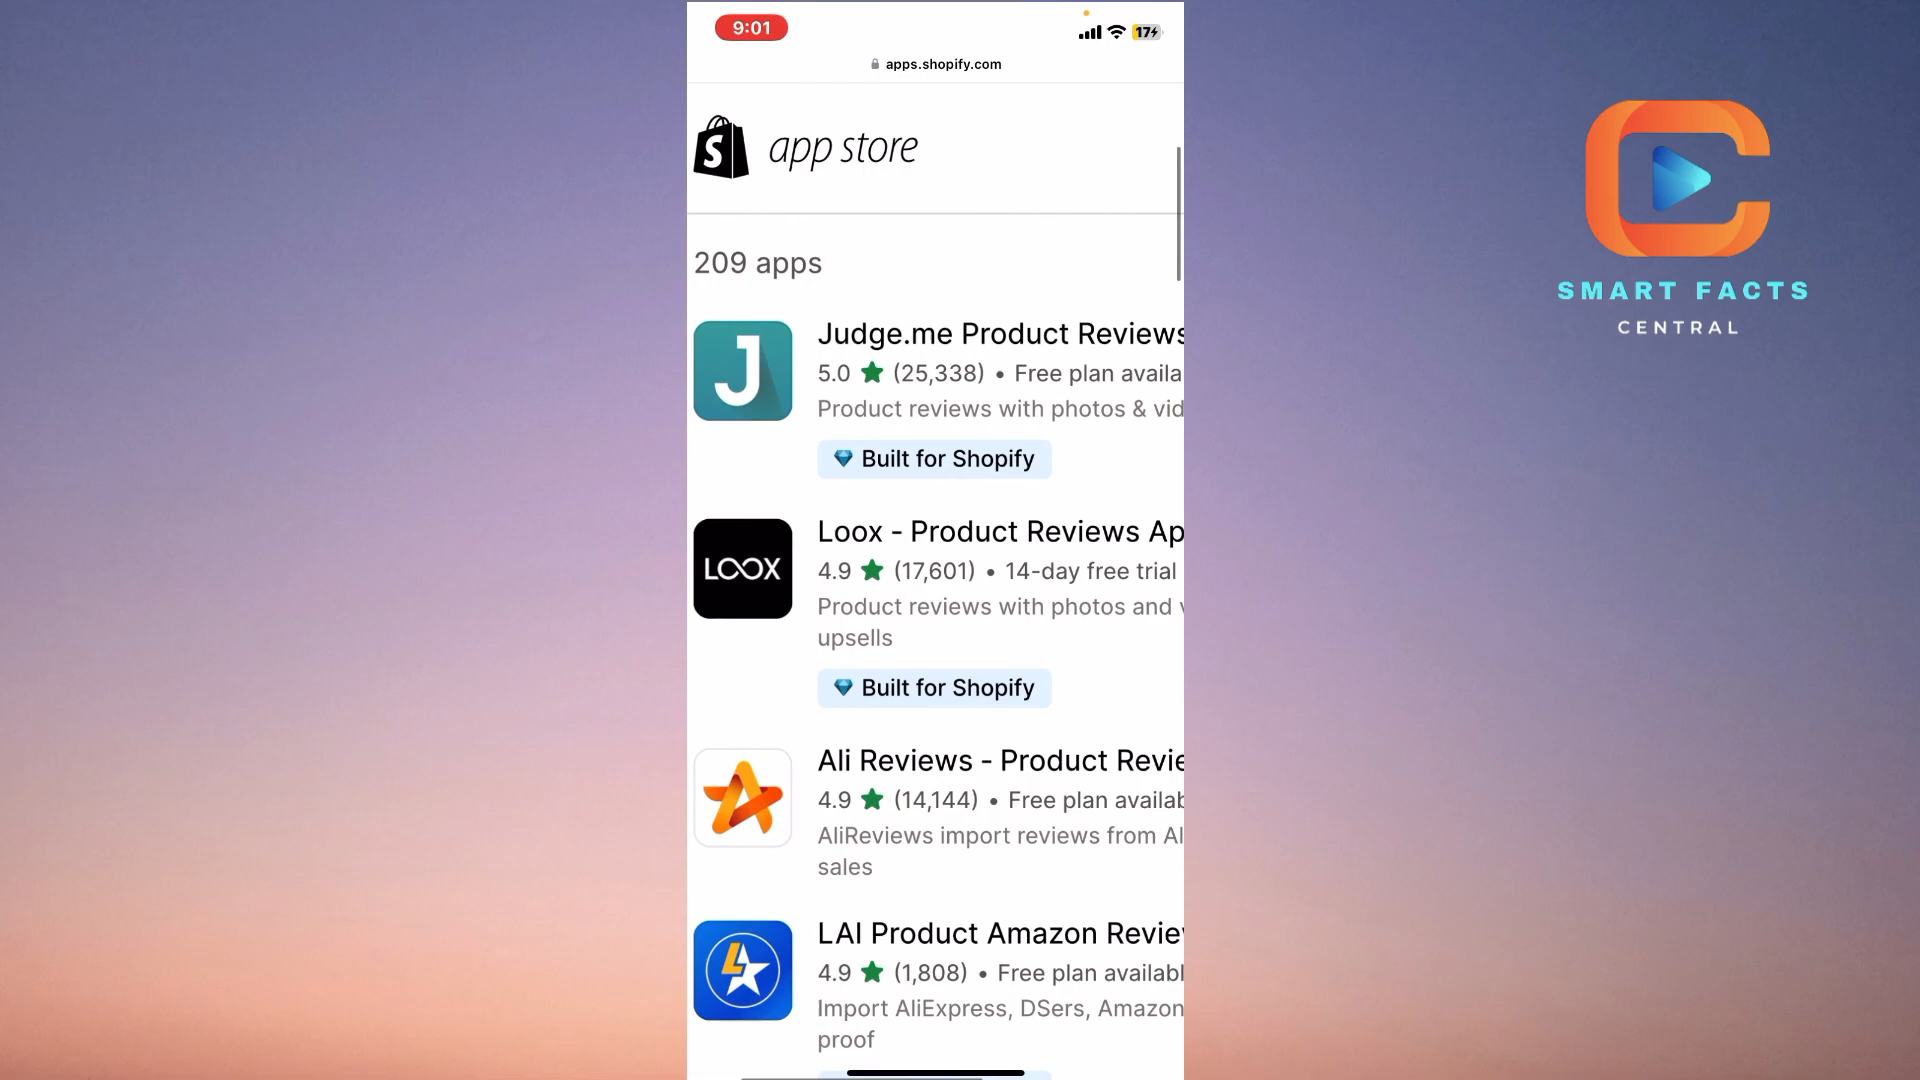 9:01
17
apps.shopify.com
S
app store
209 apps
J
Judge.me Product Reviews
5.0 (25,338) • Free plan availa
Product reviews with photos & vid
Built for Shopify
LOOX
Loox - Product Reviews Ap
4.9 (17,601) • 14-day free trial
Product reviews with photos and
upsells
Built for Shopify
Ali Reviews - Product Revie
4.9 (14,144) • Free plan availab
AliReviews import reviews from Al
sales
L
LAI Product Amazon Review
4.9 (1,808) • Free plan availabl
Import AliExpress, DSers, Amazon
proof
SMART FACTS
CENTRAL